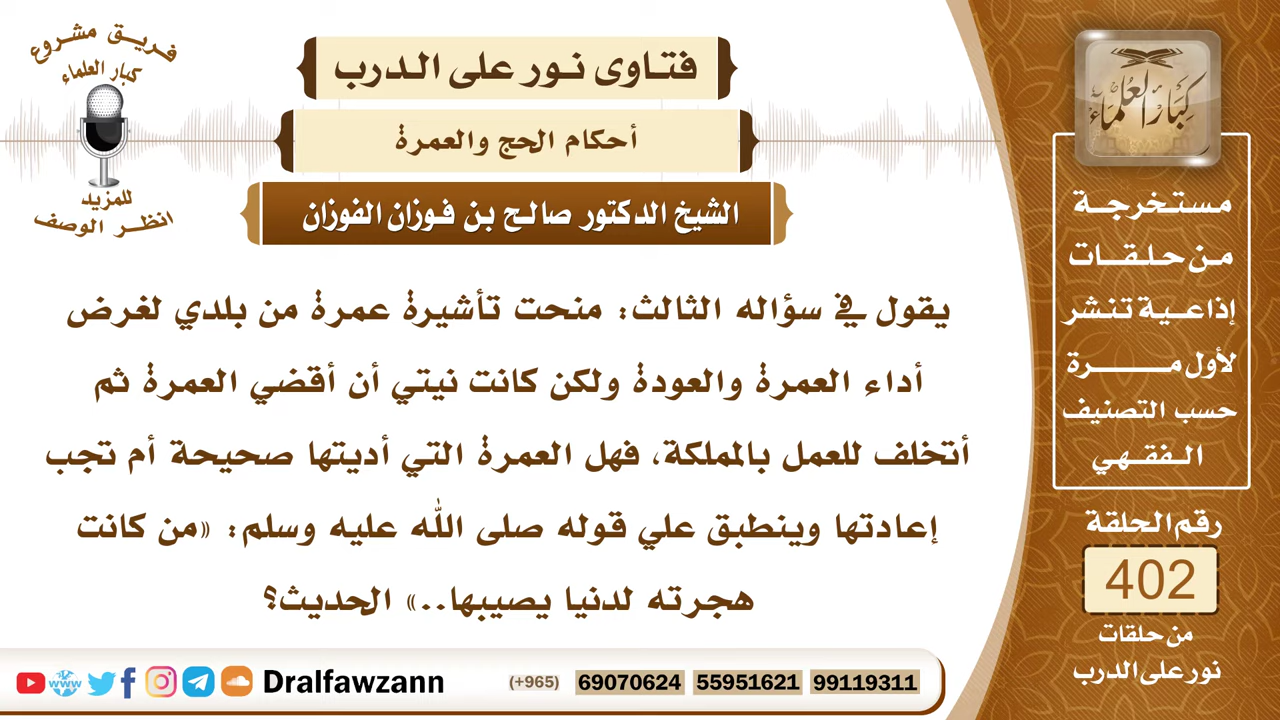 فريق مشروع
كبار العلماء
للمزيد
انظر الوصف
فتاوى نور على الدرب
أحكام الحج والعمرة
الشيخ الدكتور صالح بن فوزان الفوزان
يقول في سؤاله الثالث: منحت تأشيرة عمرة من بلدي لغرض
أداء العمرة والعودة ولكن كانت نيتي أن أقضي العمرة ثم
أتخلف للعمل بالمملكة، فهل العمرة التي أديتها صحيحة أم تجب
إعادتها وينطبق علي قوله صلى الله عليه وسلم: «من كانت
هجرته لدنيا يصيبها..» الحديث؟
كبار العلماء
مستخرجة
من حلقات
إذاعية تنشر
لأول مرة
حسب التصنيف
الفقهي
رقم الحلقة
402
من حلقات
نور على الدرب
www Dralfawzann (+965) 69070624 55951621 99119311